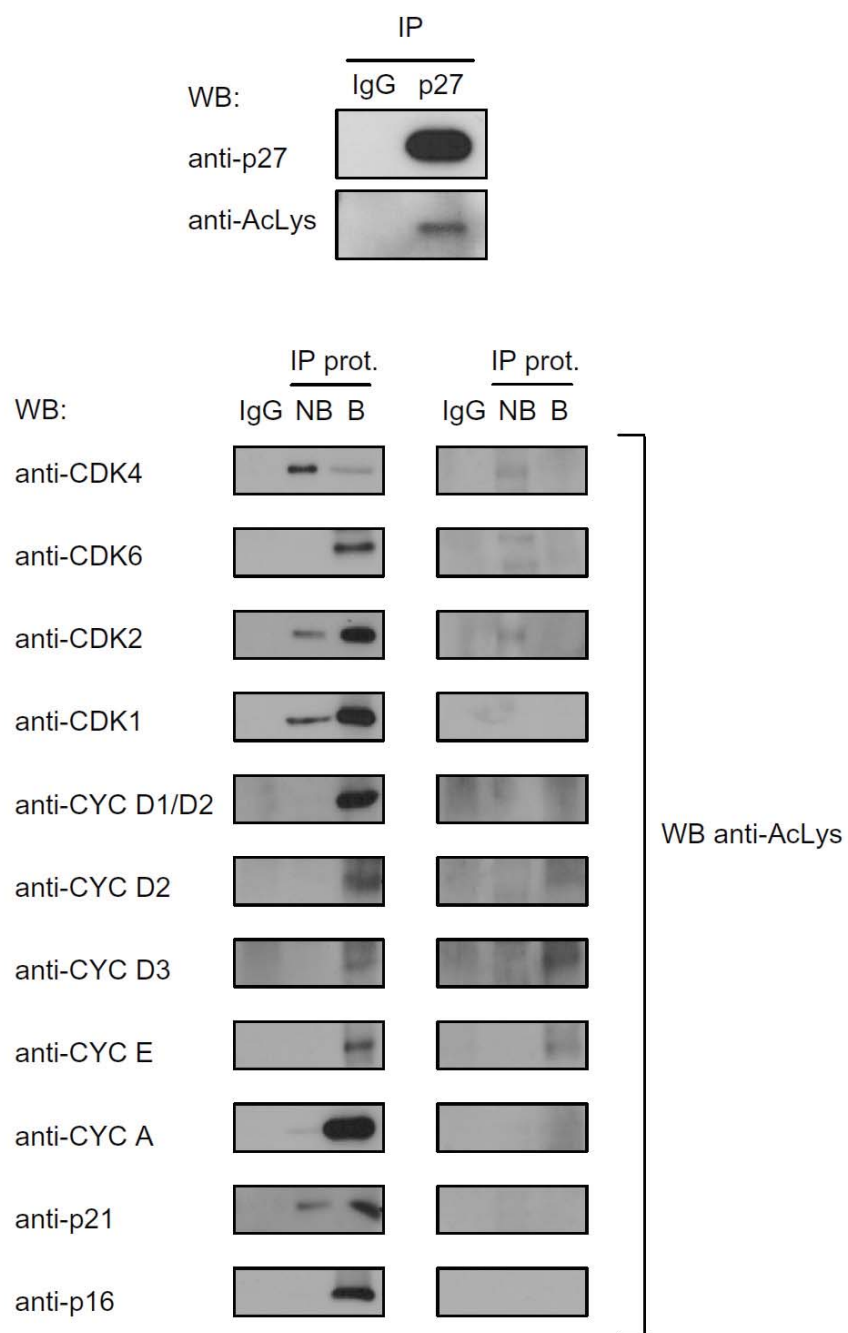 IP
IgG p27
WB:
anti-p27
anti-AcLys
IP prot. IP prot.
WB: IgG NB B IgG NB B
anti-CDK4
anti-CDK6
anti-CDK2
anti-CDK1
anti-CYC D1/D2
WB anti-AcLys
anti-CYC D2
anti-CYC D3
anti-CYC E
anti-CYC A
anti-p21
anti-p16